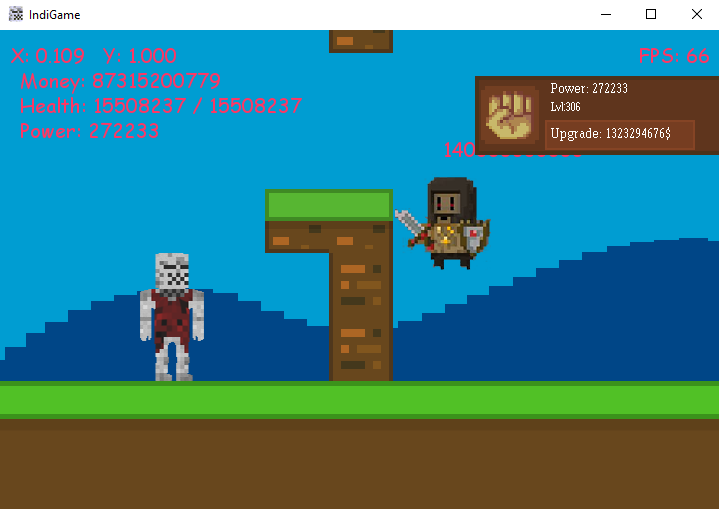 IndiGame
X: 0.109 Y: 1.000
FPS: 66
Money: 87315200779
Health: 15508237 / 15508237
Power: 272233
Power: 272233
Lvl:306
Upgrade: 1323294676$